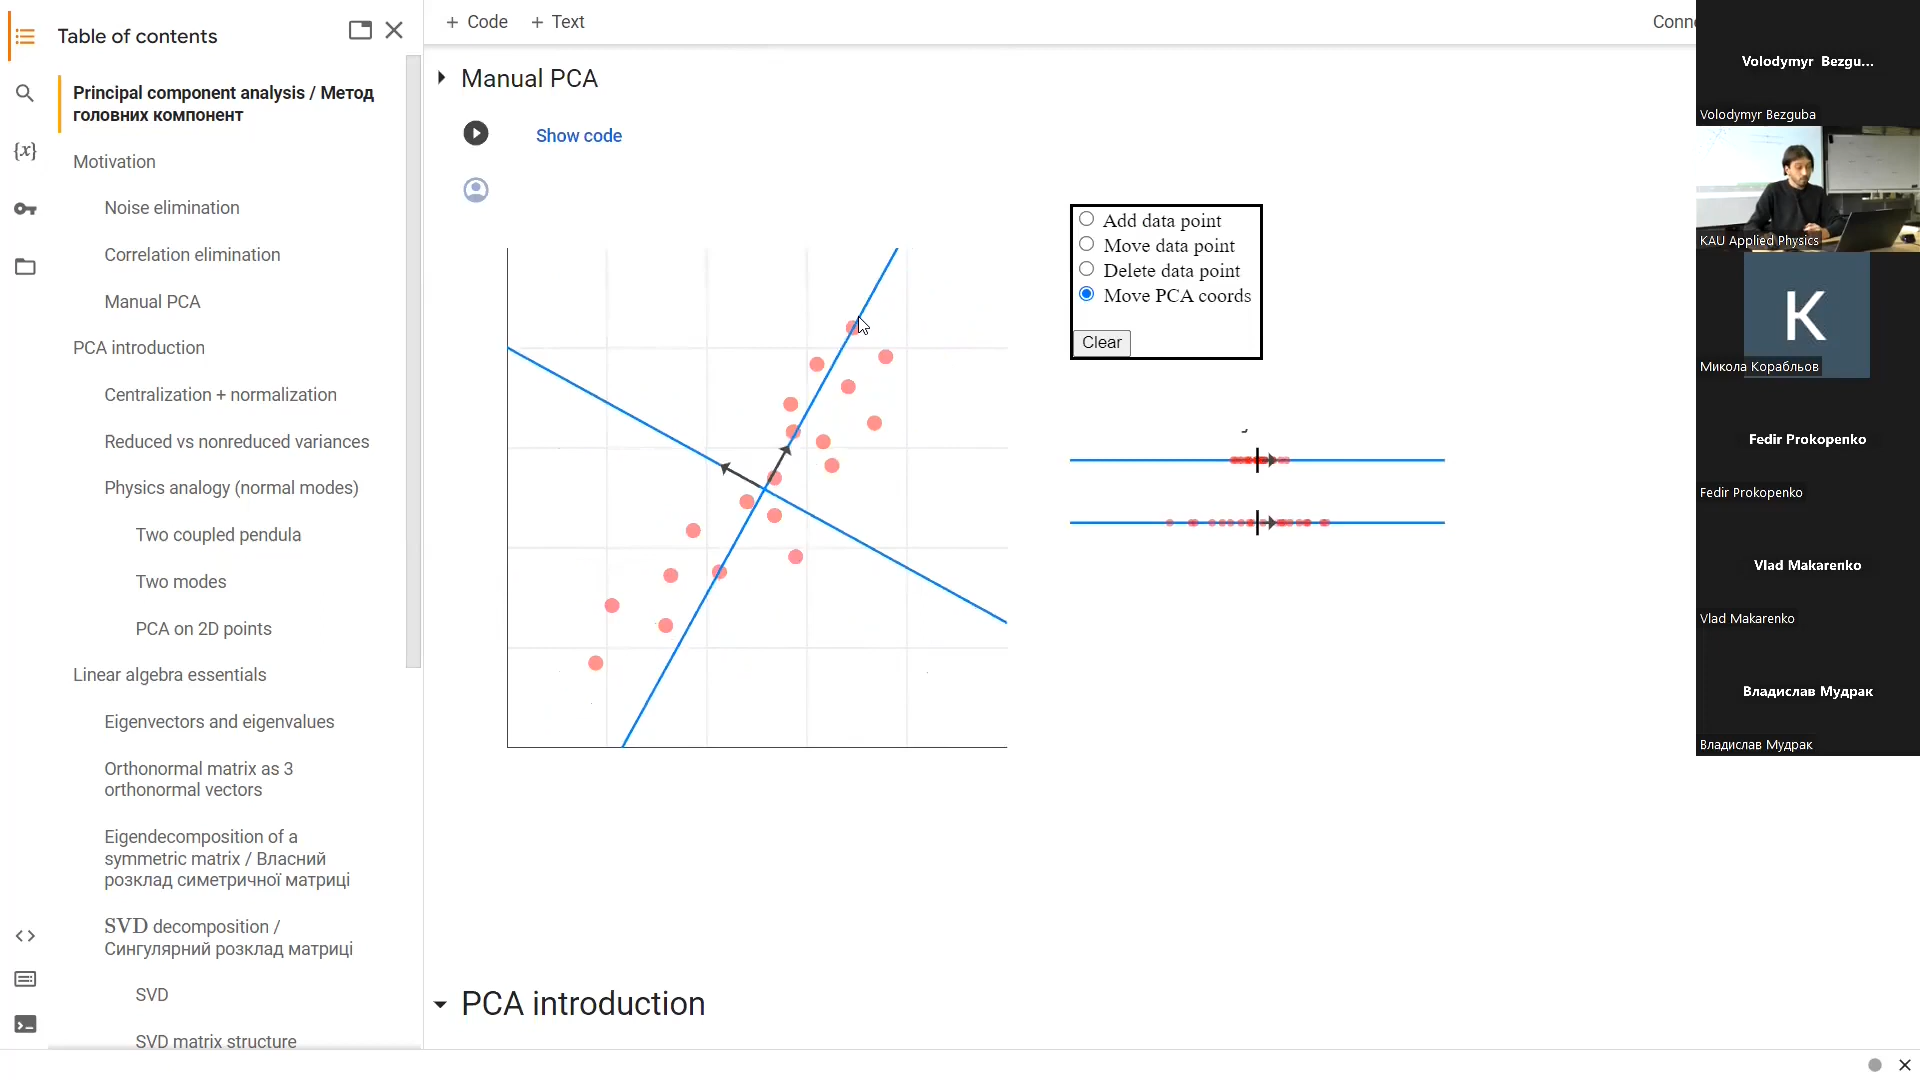 Table of contents
Principal component analysis / Метод
головних компонент
Motivation
Noise elimination
Correlation elimination
Manual PCA
PCA introduction
Centralization + normalization
Reduced vs nonreduced variances
Physics analogy (normal modes)
Two coupled pendula
Two modes
PCA on 2D points
Linear algebra essentials
Eigenvectors and eigenvalues
Orthonormal matrix as 3
orthonormal vectors
Eigendecomposition of a
symmetric matrix / Власний
розклад симетричної матриці
SVD decomposition /
Сингулярний розклад матриці
SVD
SVD matrix structure
{x}
+ Code + Text
Manual PCA
Show code
Add data point
Move data point
Delete data point
Move PCA coords
Clear
PCA introduction
Volodymyr Bezgu...
Volodymyr Bezguba
KAU Applied Physics
К
Микола Корабльов
Fedir Prokopenko
Fedir Prokopenko
Vlad Makarenko
Vlad Makarenko
Владислав Мудрак
Владислав Мудрак